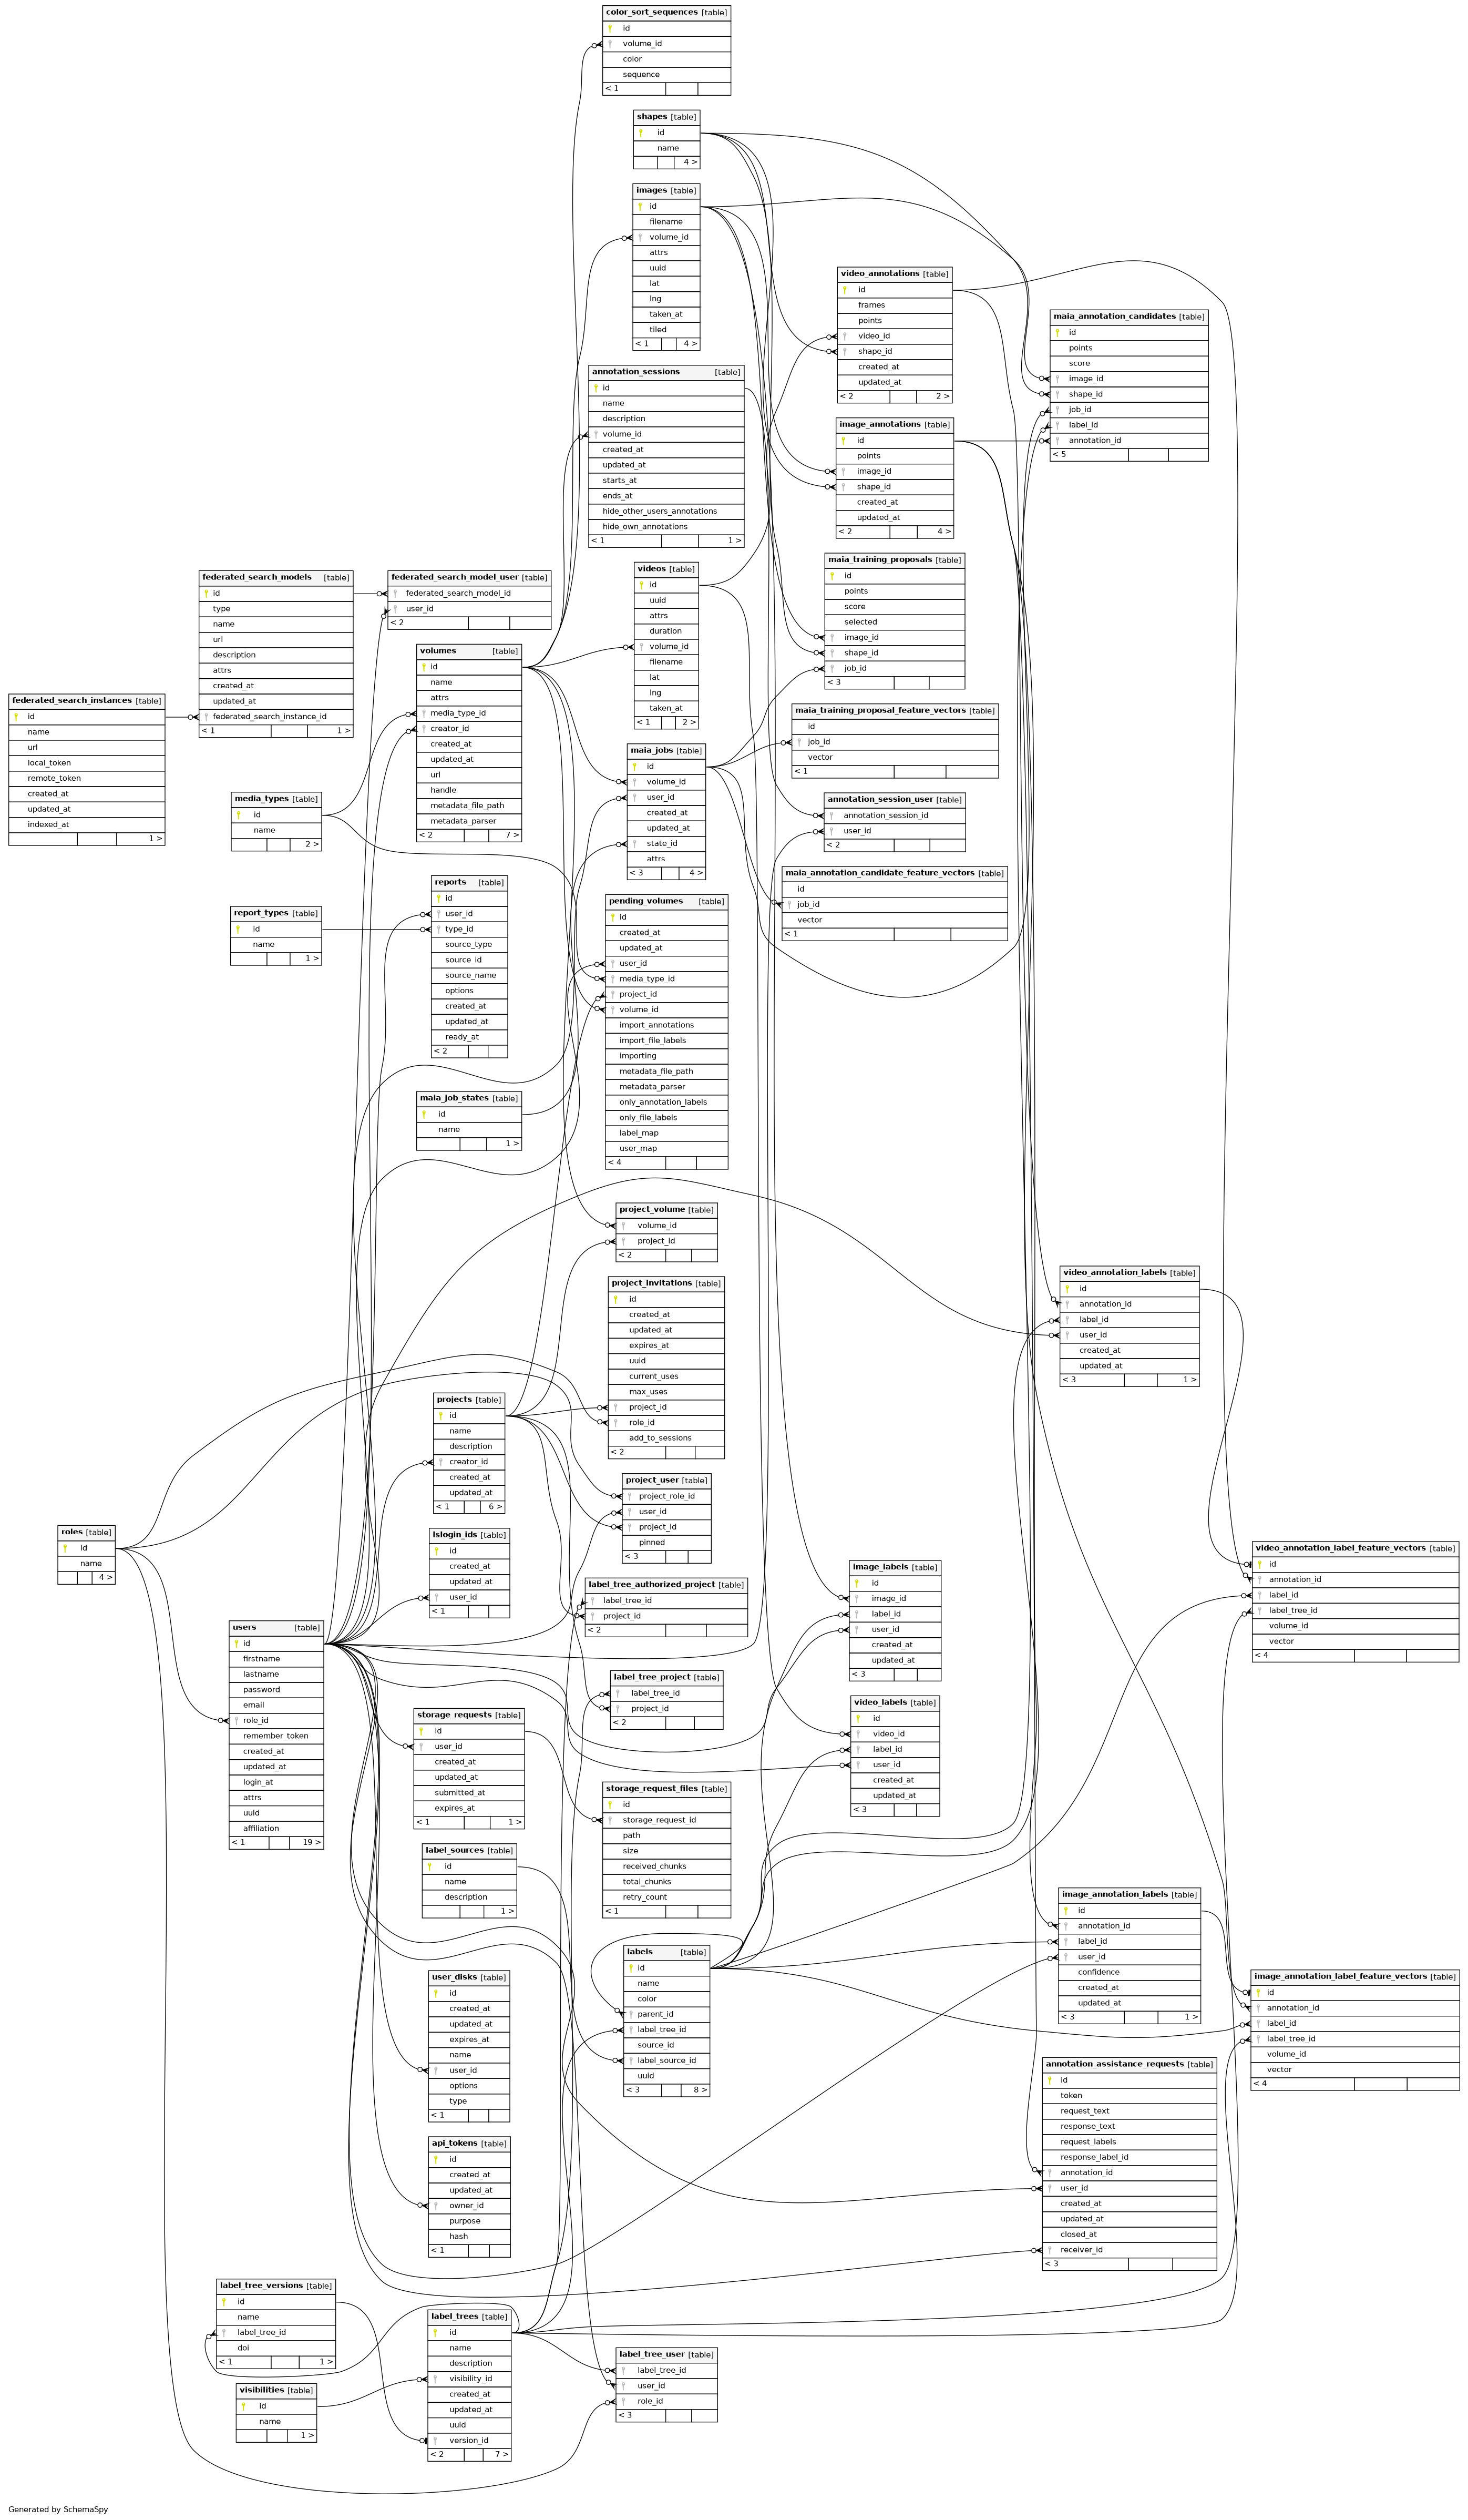 color_sort_sequences [table]
id
volume_id
color
sequence
< 1
shapes [table]
id
name
4 >
images [table]
id
filename
volume_id
attrs
uuid
lat
lng
taken_at
tiled
< 1 4 >
video_annotations [table]
id
frames
points
video_id
shape_id
created_at
updated_at
< 2 2 >
maia_annotation_candidates [table]
id
points
score
image_id
shape_id
job_id
label_id
annotation_id
< 5
annotation_sessions [table]
id
name
description
volume_id
created_at
updated_at
starts_at
ends_at
hide_other_users_annotations
hide_own_annotations
< 1 1 >
image_annotations [table]
id
points
image_id
shape_id
created_at
updated_at
< 2 4 >
maia_training_proposals [table]
id
points
score
selected
image_id
shape_id
job_id
< 3
videos [table]
id
uuid
attrs
duration
volume_id
filename
lat
lng
taken_at
< 1 2 >
federated_search_models [table]
id
type
name
url
description
attrs
created_at
updated_at
federated_search_instance_id
< 1 1 >
federated_search_model_user [table]
federated_search_model_id
user_id
< 2
volumes [table]
id
name
attrs
media_type_id
creator_id
created_at
updated_at
url
handle
metadata_file_path
metadata_parser
< 2 7 >
federated_search_instances [table]
id
name
url
local_token
remote_token
created_at
updated_at
indexed_at
1 >
maia_training_proposal_feature_vectors [table]
id
job_id
vector
< 1
maia_jobs [table]
id
volume_id
user_id
created_at
updated_at
state_id
attrs
< 3 4 >
media_types [table]
id
name
2 >
annotation_session_user [table]
annotation_session_id
user_id
< 2
maia_annotation_candidate_feature_vectors [table]
id
job_id
vector
< 1
reports [table]
id
user_id
type_id
source_type
source_id
source_name
options
created_at
updated_at
ready_at
< 2
report_types [table]
id
name
1 >
pending_volumes [table]
id
created_at
updated_at
user_id
media_type_id
project_id
volume_id
import_annotations
import_file_labels
importing
metadata_file_path
metadata_parser
only_annotation_labels
only_file_labels
label_map
user_map
< 4
maia_job_states [table]
id
name
1 >
project_volume [table]
volume_id
project_id
< 2
video_annotation_labels [table]
id
annotation_id
label_id
user_id
created_at
updated_at
< 3 1 >
project_invitations [table]
id
created_at
updated_at
expires_at
uuid
current_uses
max_uses
project_id
role_id
add_to_sessions
< 2
projects [table]
id
name
description
creator_id
created_at
updated_at
< 1 6 >
project_user [table]
project_role_id
user_id
project_id
pinned
< 3
roles [table]
id
name
4 >
lslogin_ids [table]
id
created_at
updated_at
user_id
< 1
video_annotation_label_feature_vectors [table]
id
annotation_id
label_id
label_tree_id
volume_id
vector
< 4
image_labels [table]
id
image_id
label_id
user_id
created_at
updated_at
< 3
label_tree_authorized_project [table]
label_tree_id
project_id
< 2
users [table]
id
firstname
lastname
password
email
role_id
remember_token
created_at
updated_at
login_at
attrs
uuid
affiliation
< 1 19 >
label_tree_project [table]
label_tree_id
project_id
< 2
video_labels [table]
id
video_id
label_id
user_id
created_at
updated_at
< 3
storage_requests [table]
id
user_id
created_at
updated_at
submitted_at
expires_at
< 1 1 >
storage_request_files [table]
id
storage_request_id
path
size
received_chunks
total_chunks
retry_count
< 1
label_sources [table]
id
name
description
1 >
image_annotation_labels [table]
id
annotation_id
label_id
user_id
confidence
created_at
updated_at
< 3 1 >
labels [table]
id
name
color
parent_id
label_tree_id
source_id
label_source_id
uuid
< 3 8 >
user_disks [table]
id
created_at
updated_at
expires_at
name
user_id
options
type
< 1
image_annotation_label_feature_vectors [table]
id
annotation_id
label_id
label_tree_id
volume_id
vector
< 4
annotation_assistance_requests [table]
id
token
request_text
response_text
request_labels
response_label_id
annotation_id
user_id
created_at
updated_at
closed_at
receiver_id
< 3
api_tokens [table]
id
created_at
updated_at
owner_id
purpose
hash
< 1
label_tree_versions [table]
id
name
label_tree_id
doi
< 1 1 >
label_trees [table]
id
name
description
visibility_id
created_at
updated_at
uuid
version_id
< 2 7 >
label_tree_user [table]
label_tree_id
user_id
role_id
< 3
visibilities [table]
id
name
1 >
Generated by SchemaSpy